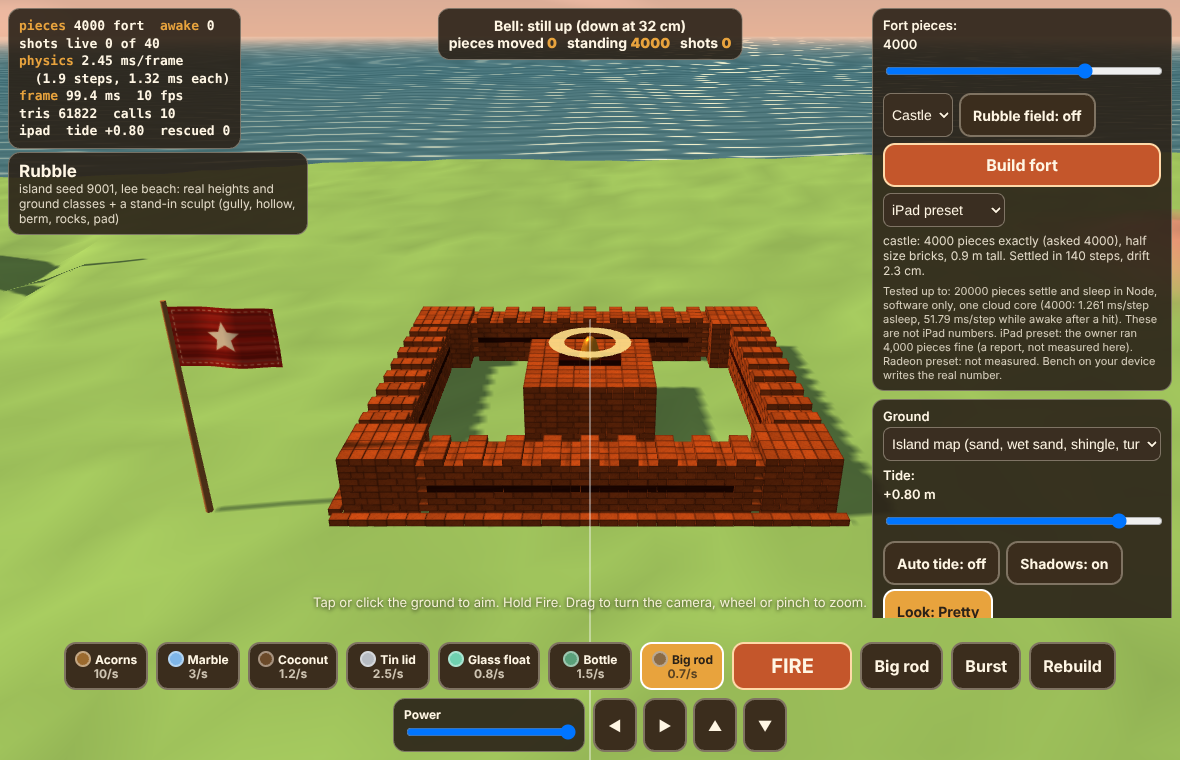 pieces 4000 fort awake 0
shots live 0 of 40
physics 2.45 ms/frame
(1.9 steps, 1.32 ms each)
frame 99.4 ms 10 fps
tris 61822 calls 10
ipad tide +0.80 rescued 0
Rubble
island seed 9001, lee beach: real heights and
ground classes + a stand-in sculpt (gully, hollow,
berm, rocks, pad)
Bell: still up (down at 32 cm)
pieces moved 0 standing 4000 shots 0
Fort pieces:
4000
Castle
Rubble field: off
Build fort
iPad preset
castle: 4000 pieces exactly (asked 4000), half
size bricks, 0.9 m tall. Settled in 140 steps, drift
2.3 cm.
Tested up to: 20000 pieces settle and sleep in Node,
software only, one cloud core (4000: 1.261 ms/step
asleep, 51.79 ms/step while awake after a hit). These
are not iPad numbers. iPad preset: the owner ran
4,000 pieces fine (a report, not measured here).
Radeon preset: not measured. Bench on your device
writes the real number.
Ground
Island map (sand, wet sand, shingle, tur
Tide:
+0.80 m
Auto tide: off
Shadows: on
Look: Pretty
Tap or click the ground to aim. Hold Fire. Drag to turn the camera, wheel or pinch to zoom.
Acorns
10/s
Marble
3/s
Coconut
1.2/s
Tin lid
2.5/s
Glass float
0.8/s
Bottle
1.5/s
Big rod
0.7/s
FIRE
Big rod
Burst
Rebuild
Power